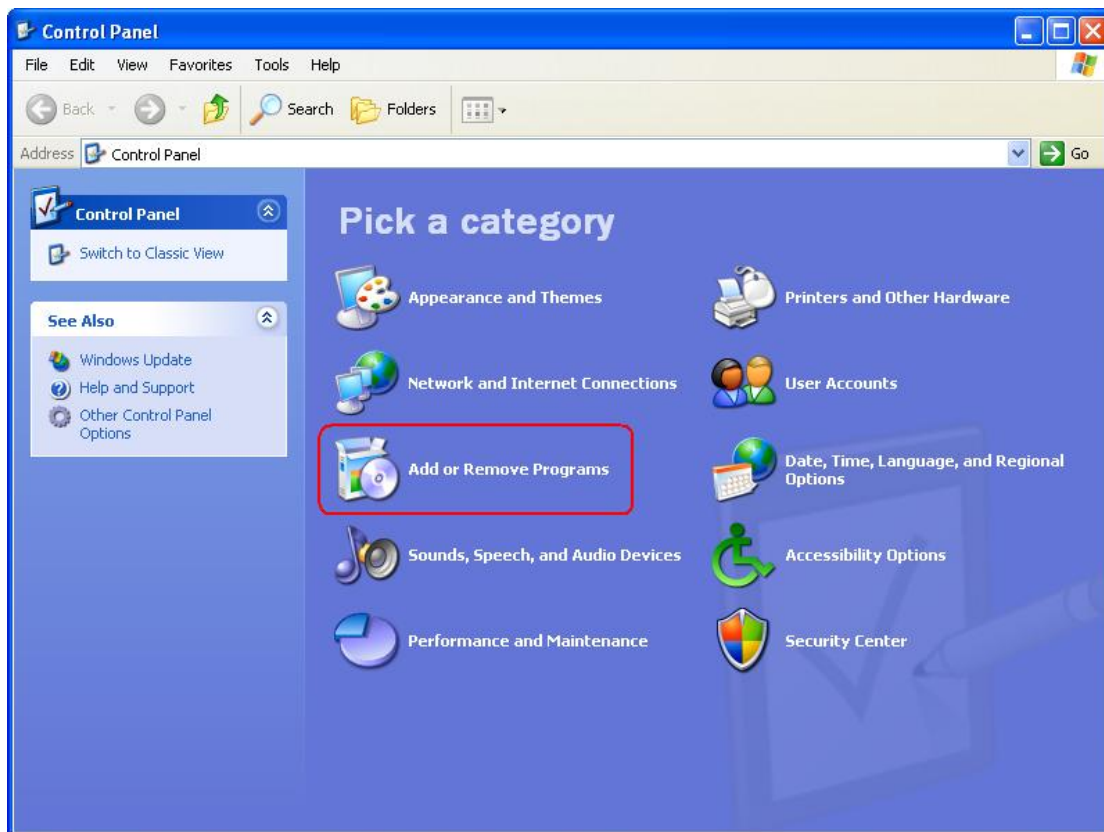 Control Panel
File Edit View Favorites Tools Help
Back Search Folders
Address Control Panel Go
Control Panel
Switch to Classic View
See Also
Windows Update
Help and Support
Other Control Panel
Options
Pick a category
Appearance and Themes
Printers and Other Hardware
Network and Internet Connections
User Accounts
Add or Remove Programs
Date, Time, Language, and Regional
Options
Sounds, Speech, and Audio Devices
Accessibility Options
Performance and Maintenance
Security Center